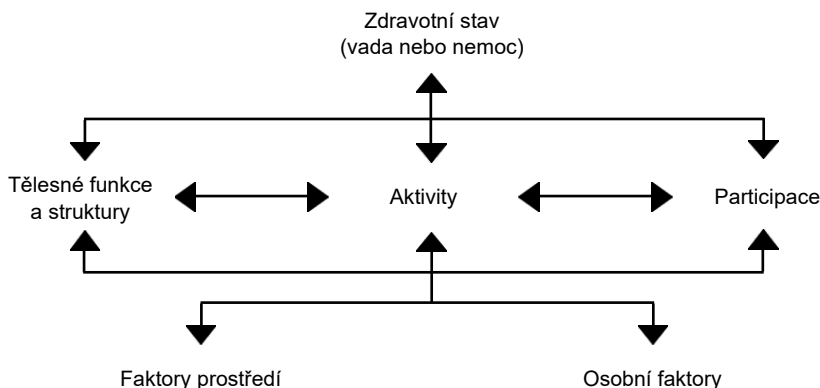 Zdravotní stav
(vada nebo nemoc)
Tělesné funkce
a struktury
Aktivity
Participace
Faktory prostředí
Osobní faktory